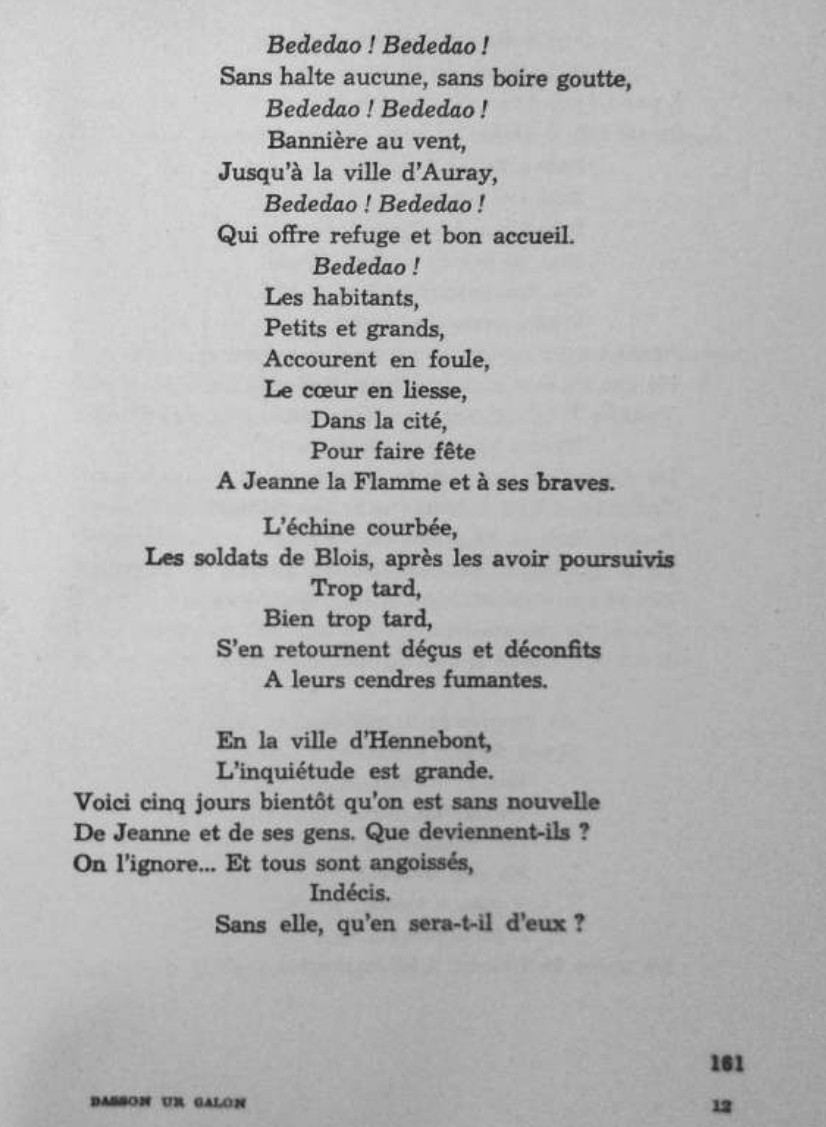 Bededao ! Bededao !
Sans halte aucune, sans boire goutte,
Bededao ! Bededao !
Bannière au vent,
Jusqu'à la ville d'Auray,
Bededao ! Bededao !
Qui offre refuge et bon accueil.
Bededao !
Les habitants,
Petits et grands,
Accourent en foule,
Le cœur en liesse,
Dans la cité,
Pour faire fête
A Jeanne la Flamme et à ses braves.
L'échine courbée,
Les soldats de Blois, après les avoir poursuivis
Trop tard,
Bien trop tard,
S'en retournent déçus et déconfits
A leurs cendres fumantes.
En la ville d'Hennebont,
L'inquiétude est grande.
Voici cinq jours bientôt qu'on est sans nouvelle
De Jeanne et de ses gens. Que deviennent-ils ?
On l'ignore... Et tous sont angoissés,
Indécis.
Sans elle, qu'en sera-t-il d'eux ?
161
DASSON UR GALON
12